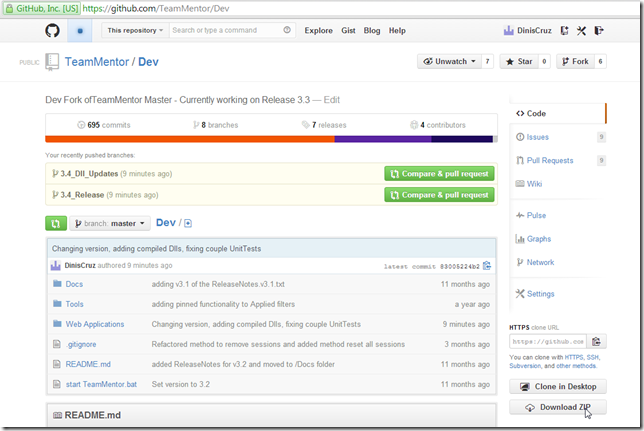 GitHub, Inc. [US] https://github.com/TeamMentor/Dev
This repository Search or type a command Explore Gist Blog Help DinisCruz
PUBLIC TeamMentor / Dev Unwatch 7 Star 0 Fork 6
Dev Fork ofTeamMentor Master - Currently working on Release 3.3 — Edit
695 commits 8 branches 7 releases 4 contributors
Your recently pushed branches:
3.4_Dll_Updates (9 minutes ago) Compare & pull request
3.4_Release (9 minutes ago) Compare & pull request
branch: master Dev /
Changing version, adding compiled Dlls, fixing couple UnitTests
DinisCruz authored 9 minutes ago latest commit 83005224b2
Docs adding v3.1 of the ReleaseNotes.v3.1.txt 11 months ago
Tools adding pinned functionality to Applied filters a year ago
Web Applications Changing version, adding compiled Dlls, fixing couple UnitTests 9 minutes ago
.gitignore Refactored method to remove sessions and added method reset all sessions 3 months ago
README.md added ReleaseNotes for v3.2 and moved to /Docs folder 11 months ago
start TeamMentor.bat Set version to 3.2 11 months ago
README.md
Code
Issues 9
Pull Requests 9
Wiki
Pulse
Graphs
Network
Settings
HTTPS clone URL
https://github.com
You can clone with HTTPS, SSH,
Subversion, and other methods.
Clone in Desktop
Download ZIP